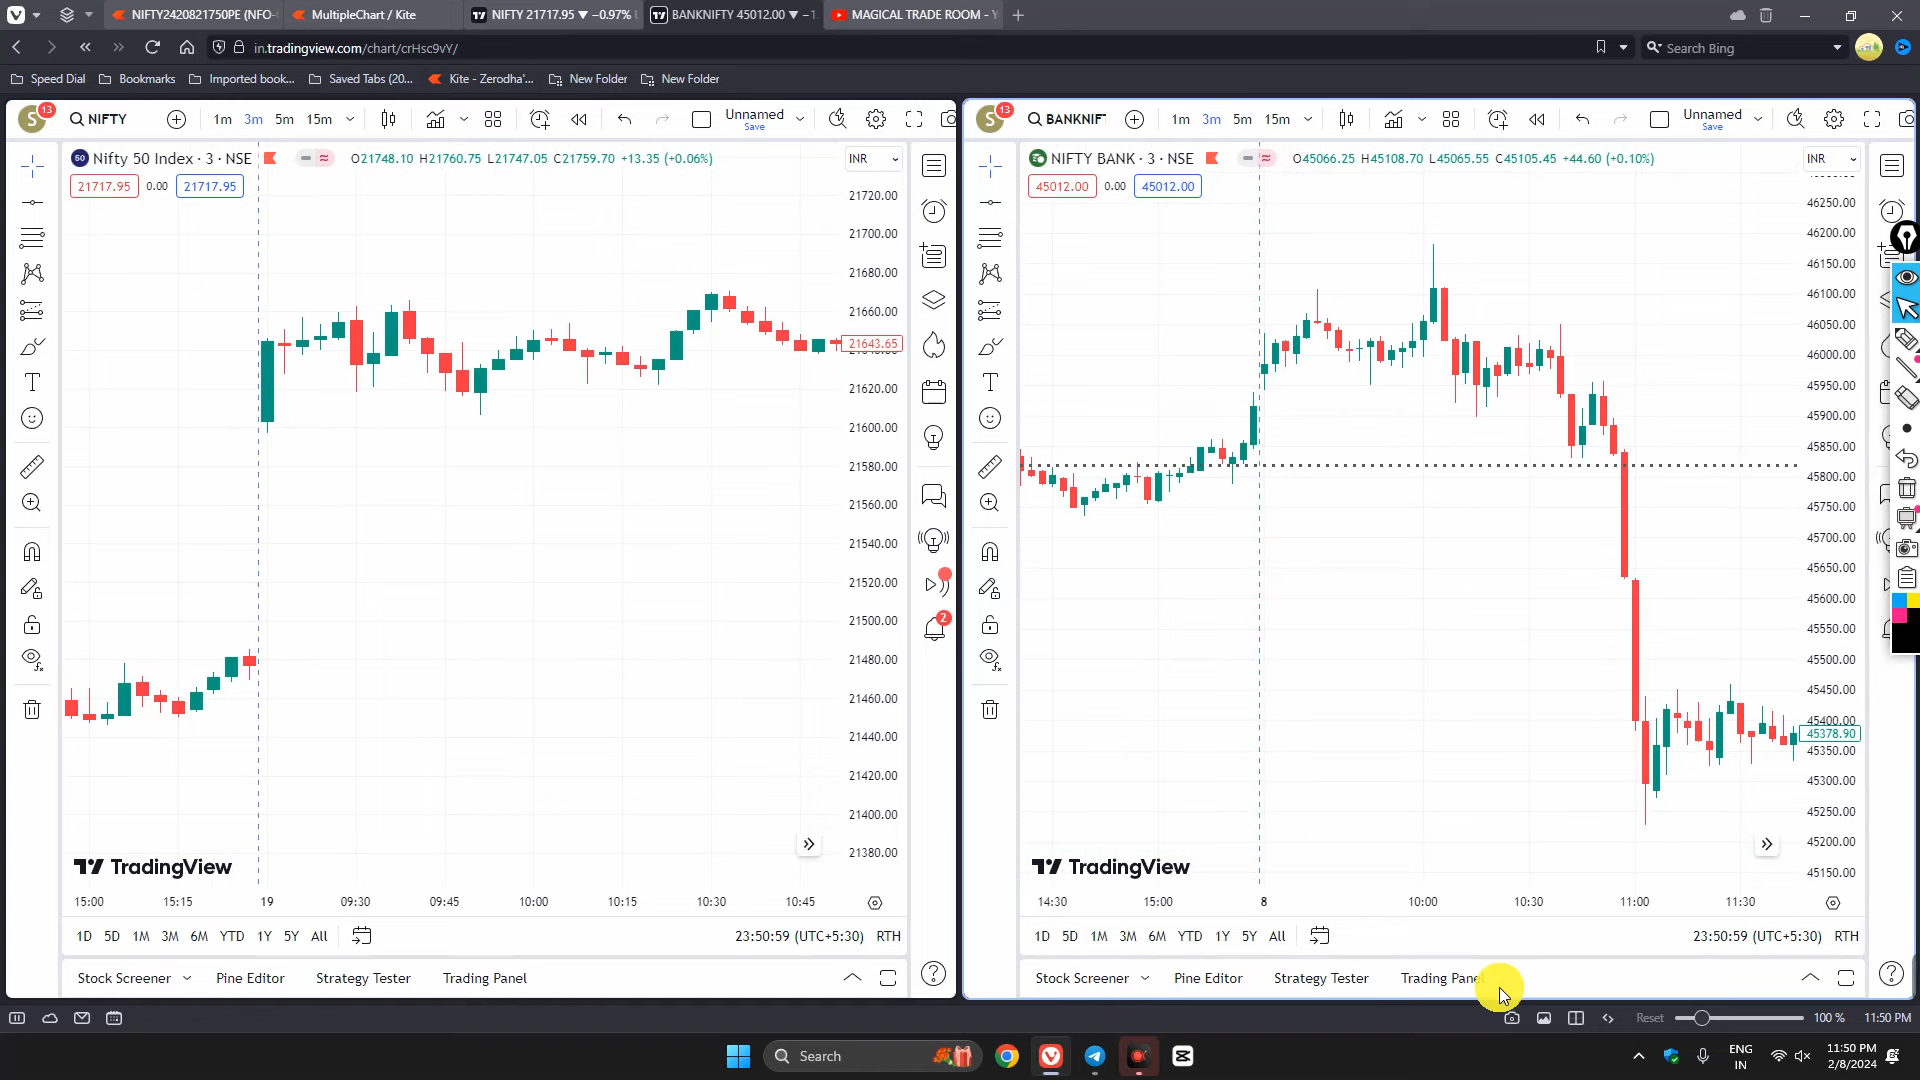 NIFTY2420821750PE (NFO-
MultipleChart / Kite
NIFTY 21717.95 ▼ −0.97%
BANKNIFTY 45012.00 ▼ −1
MAGICAL TRADE ROOM - Y
in.tradingview.com/chart/crHsc9vY/
Search Bing
Speed Dial
Bookmarks
Imported book...
Saved Tabs (20...
Kite - Zerodha'...
New Folder
New Folder
S
13
NIFTY
1m
3m
5m
15m
Unnamed
Save
50
Nifty 50 Index · 3 · NSE
O21748.10 H21760.75 L21747.05 C21759.70 +13.35 (+0.06%)
INR
21717.95
0.00
21717.95
21720.00
21700.00
21680.00
21660.00
21643.65
21620.00
21600.00
21580.00
21560.00
21540.00
21520.00
21500.00
21480.00
21460.00
21440.00
21420.00
21400.00
21380.00
2
TradingView
15:00
15:15
19
09:30
09:45
10:00
10:15
10:30
10:45
1D
5D
1M
3M
6M
YTD
1Y
5Y
All
23:50:59 (UTC+5:30)
RTH
Stock Screener
Pine Editor
Strategy Tester
Trading Panel
S
13
BANKNIF
1m
3m
5m
15m
Unnamed
Save
NIFTY BANK · 3 · NSE
O45066.25 H45108.70 L45065.55 C45105.45 +44.60 (+0.10%)
INR
45012.00
0.00
45012.00
46250.00
46200.00
46150.00
46100.00
46050.00
46000.00
45950.00
45900.00
45850.00
45800.00
45750.00
45700.00
45650.00
45600.00
45550.00
45500.00
45450.00
45400.00
45378.90
45350.00
45300.00
45250.00
45200.00
45150.00
TradingView
14:30
15:00
8
10:00
10:30
11:00
11:30
1D
5D
1M
3M
6M
YTD
1Y
5Y
All
23:50:59 (UTC+5:30)
RTH
Stock Screener
Pine Editor
Strategy Tester
Trading Panel
Reset
100 %
11:50 PM
Search
ENG
IN
11:50 PM
2/8/2024